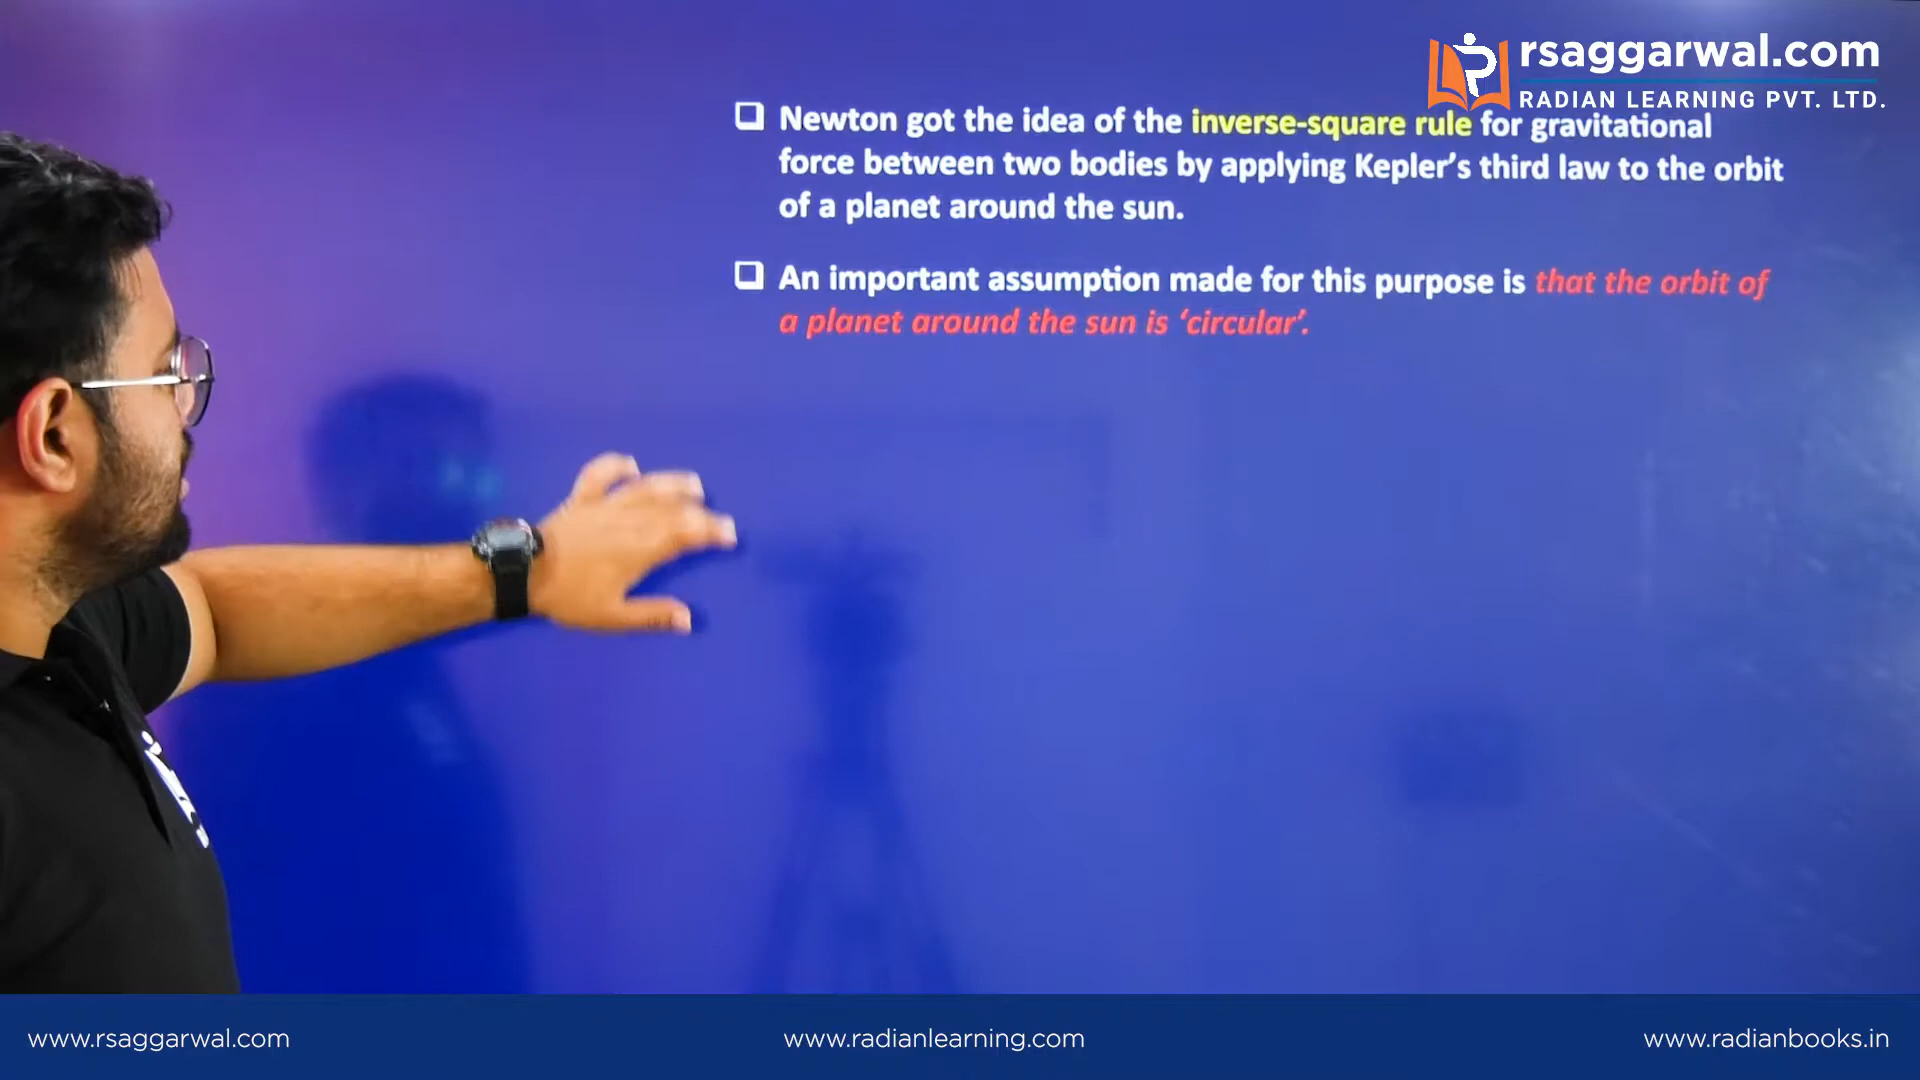 rsaggarwal.com
RADIAN LEARNING PVT. LTD.
❑ Newton got the idea of the inverse-square rule for gravitational
force between two bodies by applying Kepler’s third law to the orbit
of a planet around the sun.
❑ An important assumption made for this purpose is that the orbit of
a planet around the sun is ‘circular’.
www.rsaggarwal.com
www.radianlearning.com
www.radianbooks.in